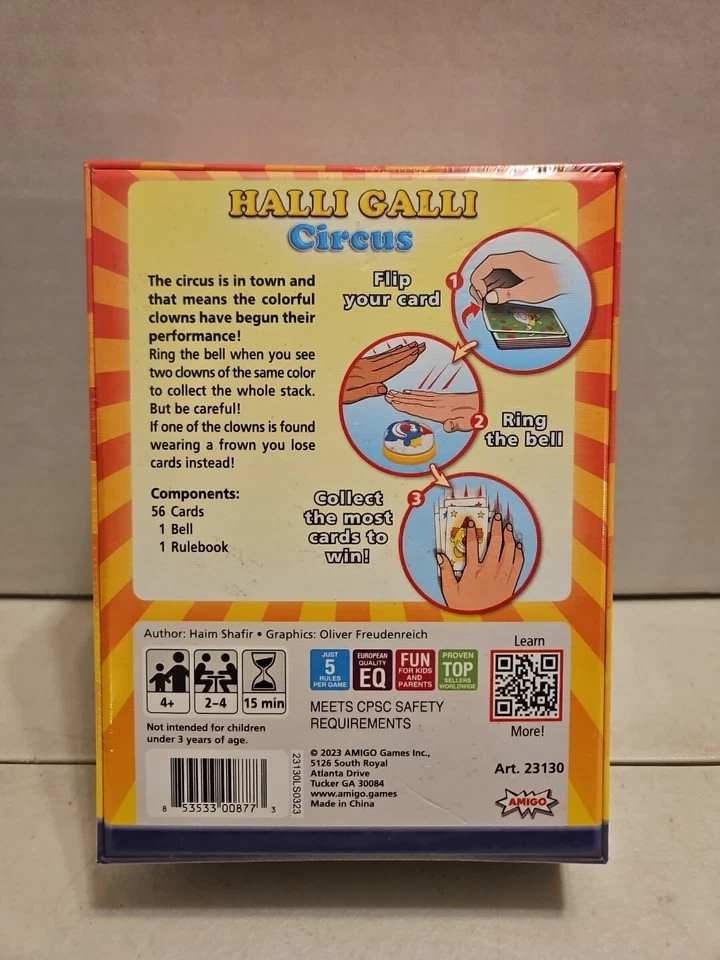 HALLI GALLI
Circus
The circus is in town and
that means the colorful
clowns have begun their
performance!
Ring the bell when you see
two clowns of the same color
to collect the whole stack.
But be careful!
If one of the clowns is found
wearing a frown you lose
cards instead!
Components:
56 Cards
1 Bell
1 Rulebook
Flip
your card
1
2
Ring
the bell
Collect
the most
cards to
win!
3
Author: Haim Shafir • Graphics: Oliver Freudenreich
4+
2–4
15 min
Not intended for children
under 3 years of age.
JUST
5
RULES
PER GAME
EUROPEAN
QUALITY
EQ
FUN
FOR KIDS
AND
PARENTS
PROVEN
TOP
SELLERS
WORLDWIDE
MEETS CPSC SAFETY
REQUIREMENTS
Learn
More!
8 53533 00877 3
23130LS0323
© 2023 AMIGO Games Inc.,
5126 South Royal
Atlanta Drive
Tucker GA 30084
www.amigo.games
Made in China
Art. 23130
AMIGO